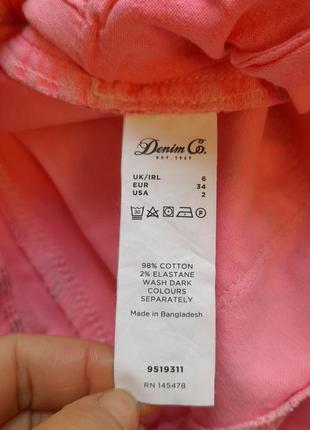 Denim Co.
EST. 1969
UK/IRL 6
EUR 34
USA 2
30 P
98% COTTON
2% ELASTANE
WASH DARK
COLOURS
SEPARATELY
Made in Bangladesh
9519311
RN 145478